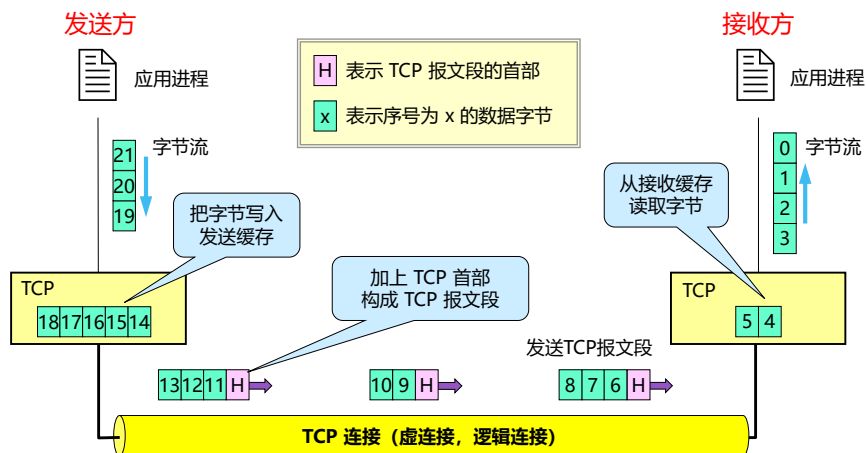 发送方
接收方
H 表示 TCP 报文段的首部
x 表示序号为 x 的数据字节
应用进程
应用进程
21
20
19
字节流
0
1
2
3
字节流
把字节写入
发送缓存
从接收缓存
读取字节
加上 TCP 首部
构成 TCP 报文段
TCP
18 17 16 15 14
TCP
5 4
发送TCP报文段
13 12 11 H
10 9 H
8 7 6 H
TCP 连接（虚连接，逻辑连接）